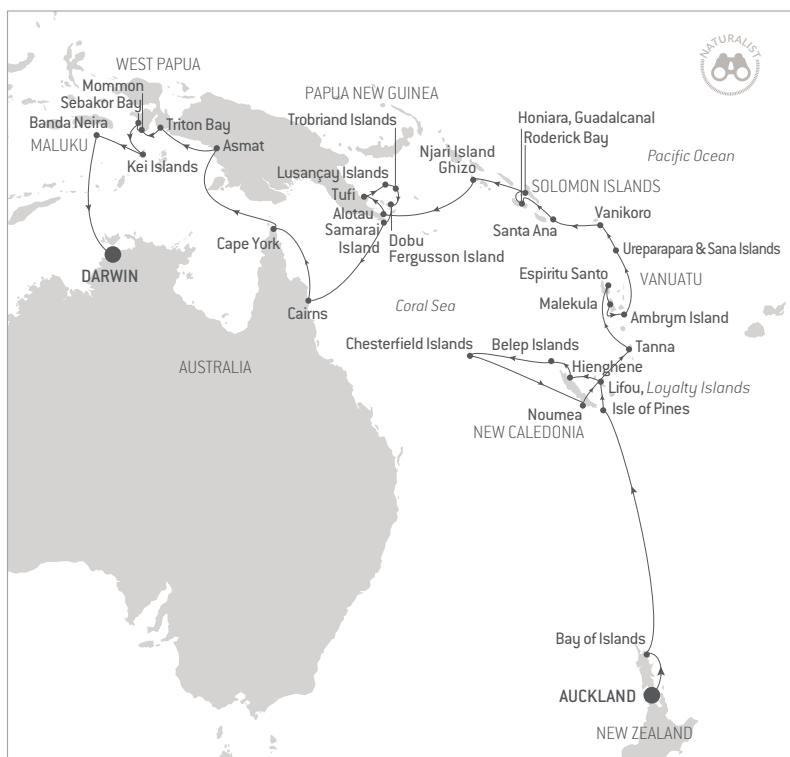 NATURALIST
WEST PAPUA
Mommon
Sebakor Bay
Banda Neira
MALUKU
Triton Bay
Kei Islands
Asmat
PAPUA NEW GUINEA
Trobriand Islands
Lusançay Islands
Tufi
Alotau
Samarai
Island
Dobu
Fergusson Island
Njari Island
Ghizo
Honiara, Guadalcanal
Roderick Bay
Pacific Ocean
SOLOMON ISLANDS
Santa Ana
Vanikoro
Ureparapara & Sana Islands
Espiritu Santo
VANUATU
Malekula
Ambrym Island
Cape York
DARWIN
Cairns
Coral Sea
AUSTRALIA
Chesterfield Islands
Belep Islands
Tanna
Hienghene
Lifou, Loyalty Islands
Noumea
Isle of Pines
NEW CALEDONIA
Bay of Islands
AUCKLAND
NEW ZEALAND